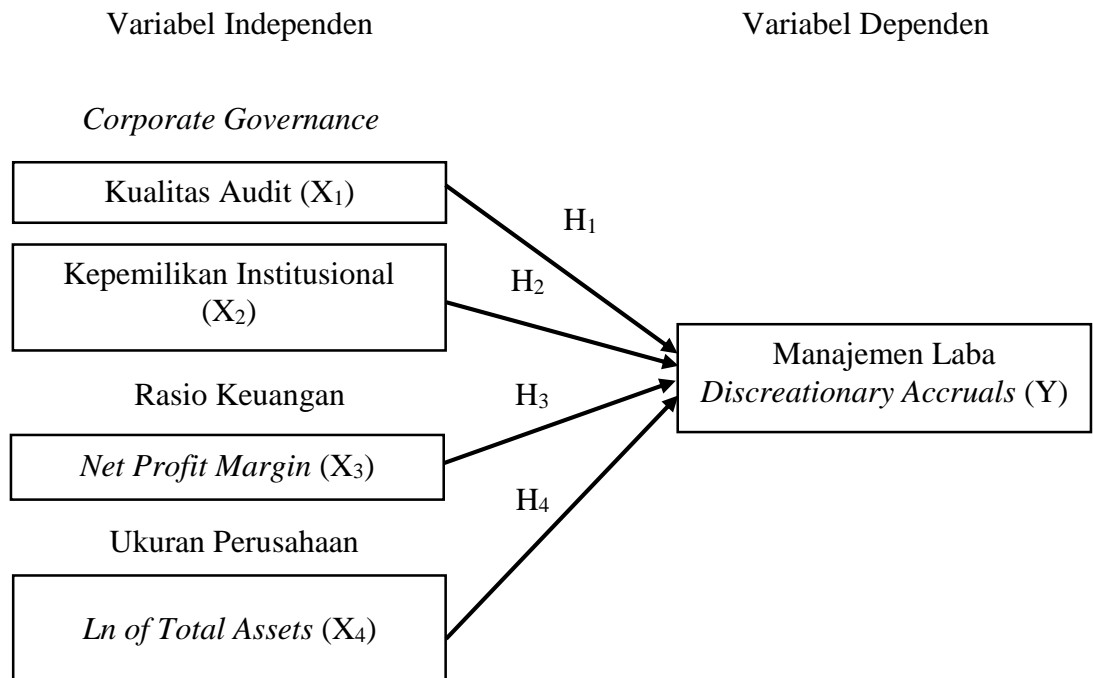 Variabel Independen
Variabel Dependen
Corporate Governance
Kualitas Audit (X₁)
H₁
Kepemilikan Institusional
(X₂)
H₂
Manajemen Laba
Discreationary Accruals (Y)
Rasio Keuangan
H₃
Net Profit Margin (X₃)
H₄
Ukuran Perusahaan
Ln of Total Assets (X₄)